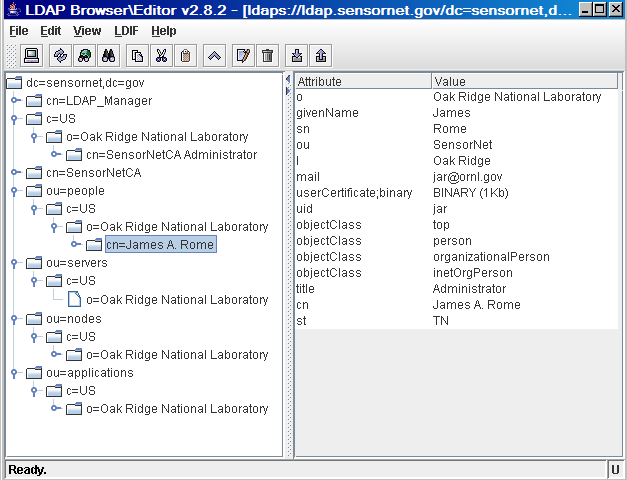 LDAP Browser\Editor v2.8.2 - [ldaps://ldap.sensornet.gov/dc=sensornet,d...
File Edit View LDIF Help
dc=sensornet,dc=gov
cn=LDAP_Manager
c=US
o=Oak Ridge National Laboratory
cn=SensorNetCA Administrator
cn=SensorNetCA
ou=people
c=US
o=Oak Ridge National Laboratory
cn=James A. Rome
ou=servers
c=US
o=Oak Ridge National Laboratory
ou=nodes
c=US
o=Oak Ridge National Laboratory
ou=applications
c=US
o=Oak Ridge National Laboratory
Attribute Value
o Oak Ridge National Laboratory
givenName James
sn Rome
ou SensorNet
l Oak Ridge
mail jar@ornl.gov
userCertificate;binary BINARY (1Kb)
uid jar
objectClass top
objectClass person
objectClass organizationalPerson
objectClass inetOrgPerson
title Administrator
cn James A. Rome
st TN
Ready. U